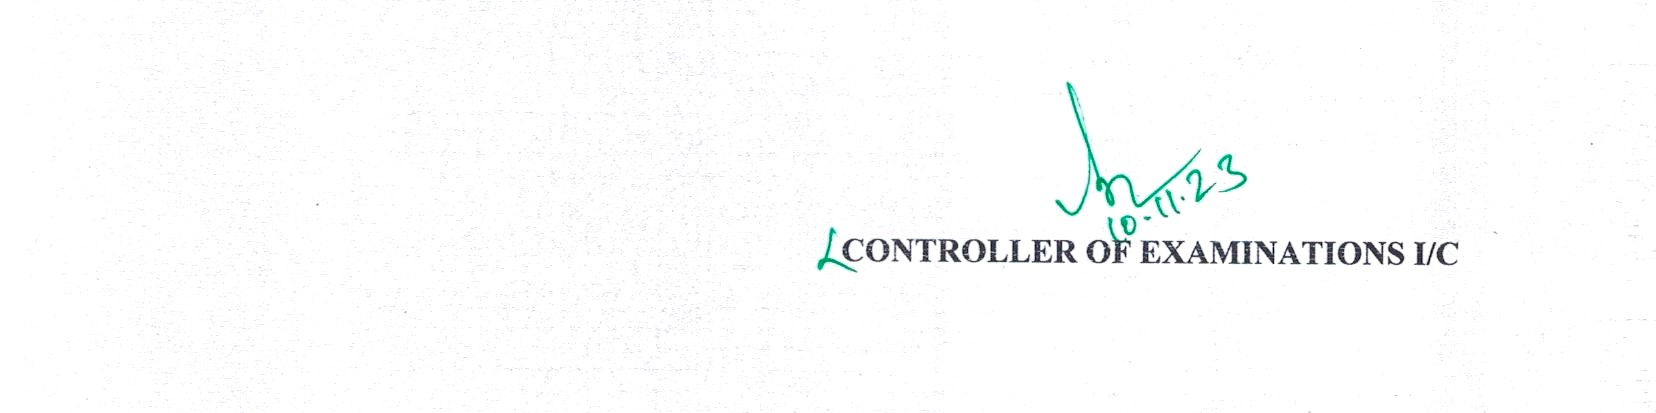 10.11.23
CONTROLLER OF EXAMINATIONS I/C